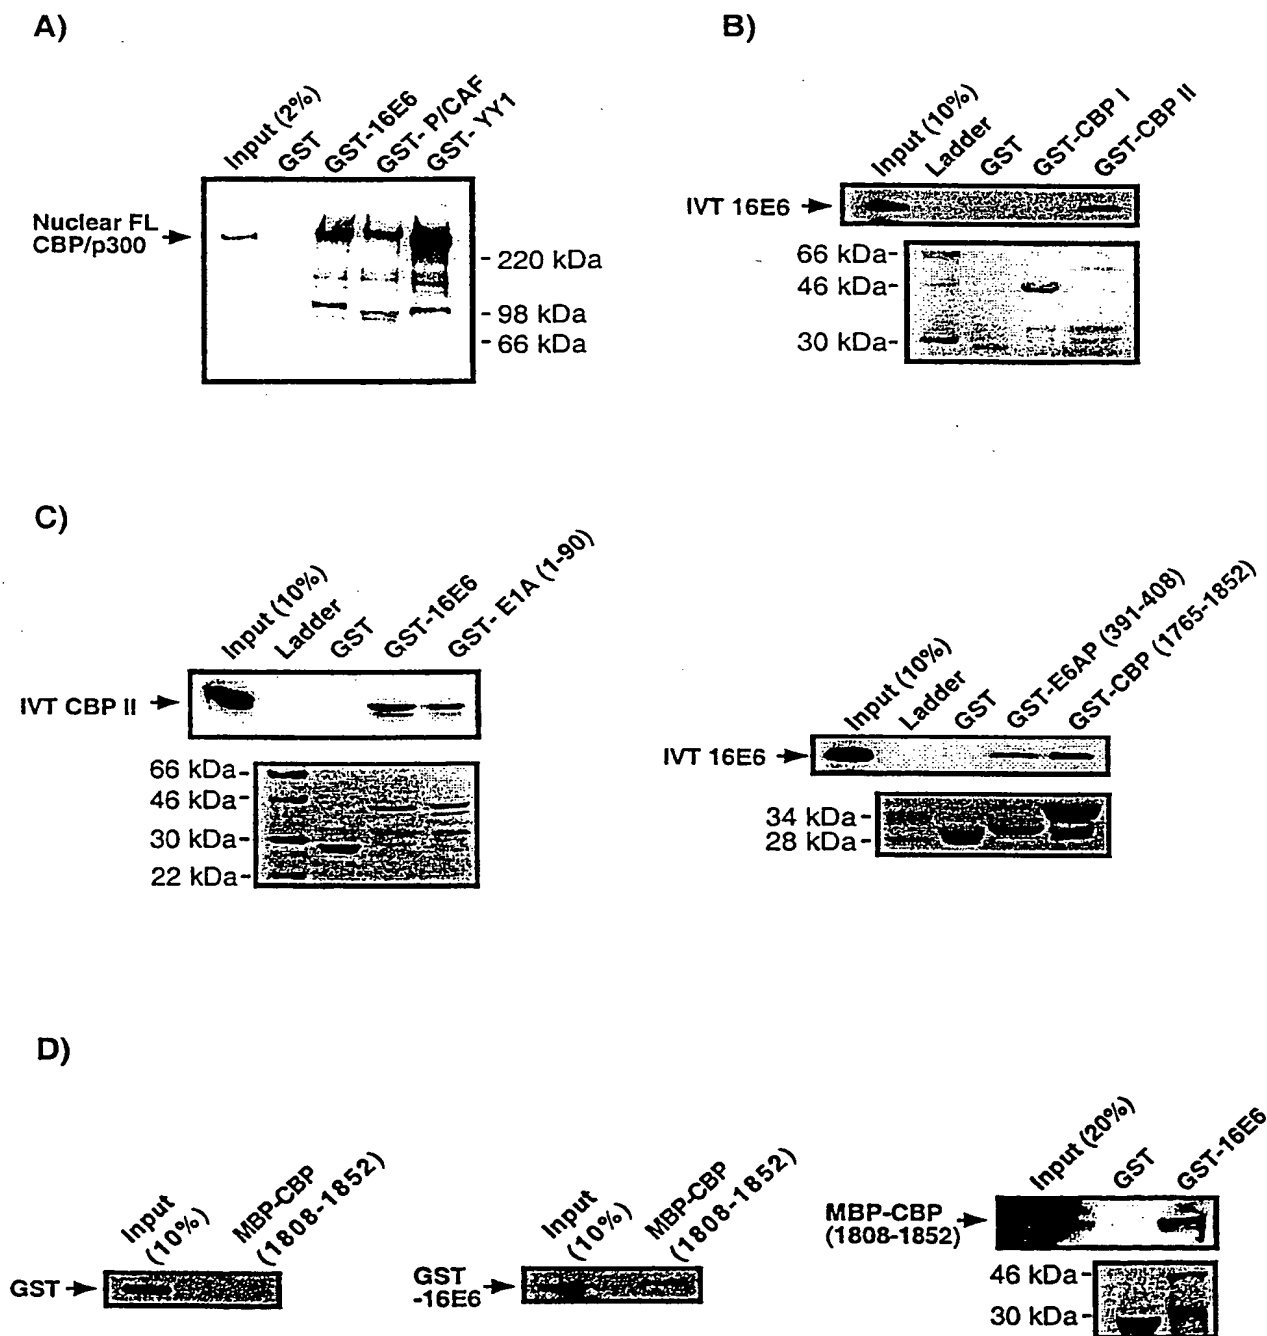 A)
Input (2%)
GST
GST-16E6
GST- P/CAF
GST- YY1
Nuclear FL
CBP/p300
- 220 kDa
- 98 kDa
- 66 kDa
B)
Input (10%)
Ladder
GST
GST-CBP I
GST-CBP II
IVT 16E6
66 kDa-
46 kDa-
30 kDa-
C)
Input (10%)
Ladder
GST
GST-16E6
GST- E1A (1-90)
IVT CBP II
66 kDa-
46 kDa-
30 kDa-
22 kDa-
Input (10%)
Ladder
GST
GST-E6AP (391-408)
GST-CBP (1765-1852)
IVT 16E6
34 kDa-
28 kDa-
D)
Input
(10%)
MBP-CBP
(1808-1852)
GST
Input
(10%)
MBP-CBP
(1808-1852)
GST
-16E6
Input (20%)
GST
GST-16E6
MBP-CBP
(1808-1852)
46 kDa-
30 kDa-